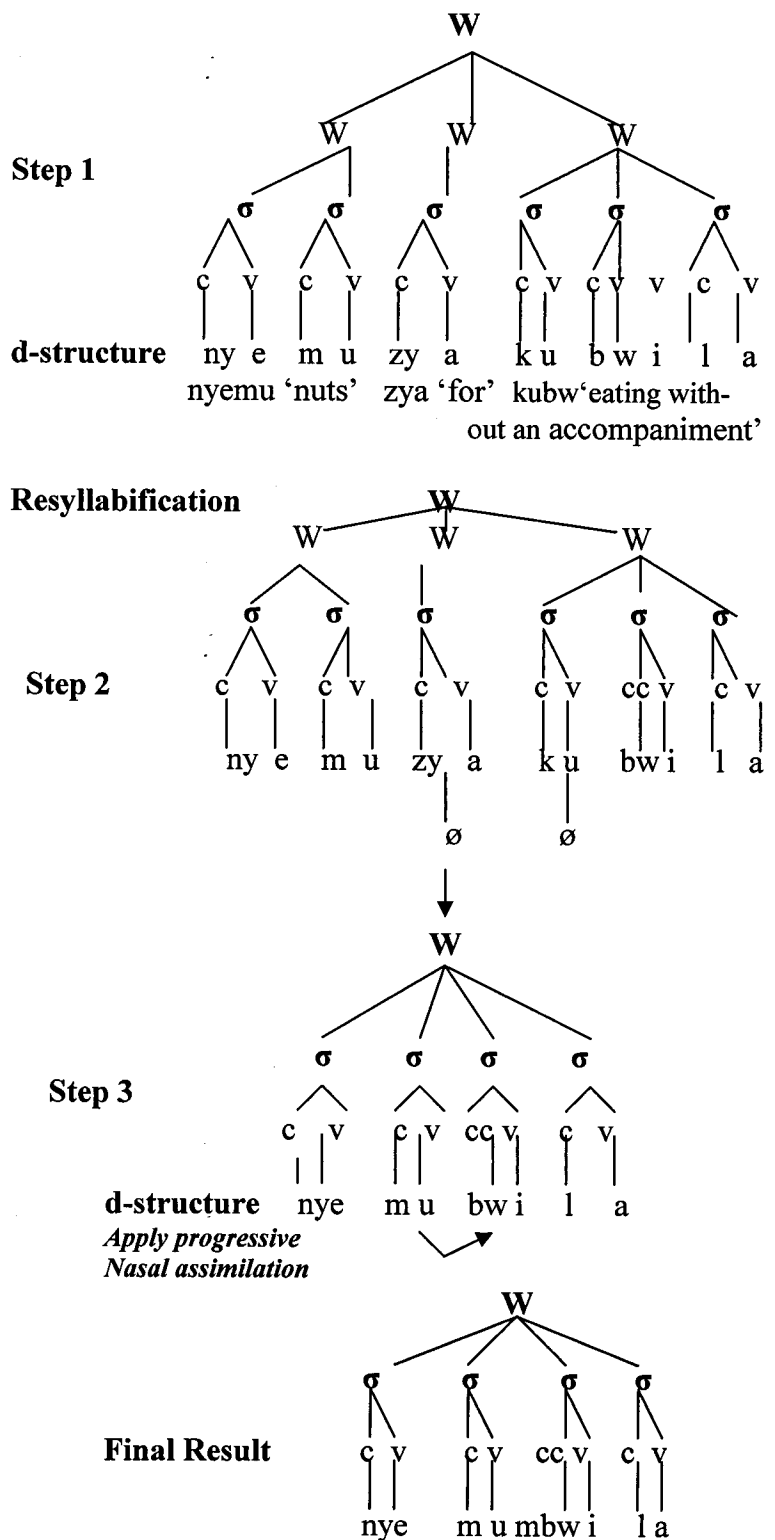 W
W W W
Step 1
σ σ σ σ σ σ
c v c v c v c v c v v c v
d-structure ny e m u zy a k u b w i l a
nyemu ‘nuts’ zya ‘for’ kubw‘eating with-
out an accompaniment’
Resyllabification W
W W W
σ σ σ σ σ σ
Step 2 c v c v c v c v cc v c v
ny e m u zy a k u bw i l a
ø ø
W
σ σ σ σ
Step 3
c v c v cc v c v
d-structure nye m u bw i l a
Apply progressive
Nasal assimilation
W
σ σ σ σ
Final Result c v c v cc v c v
nye m u mbw i l a